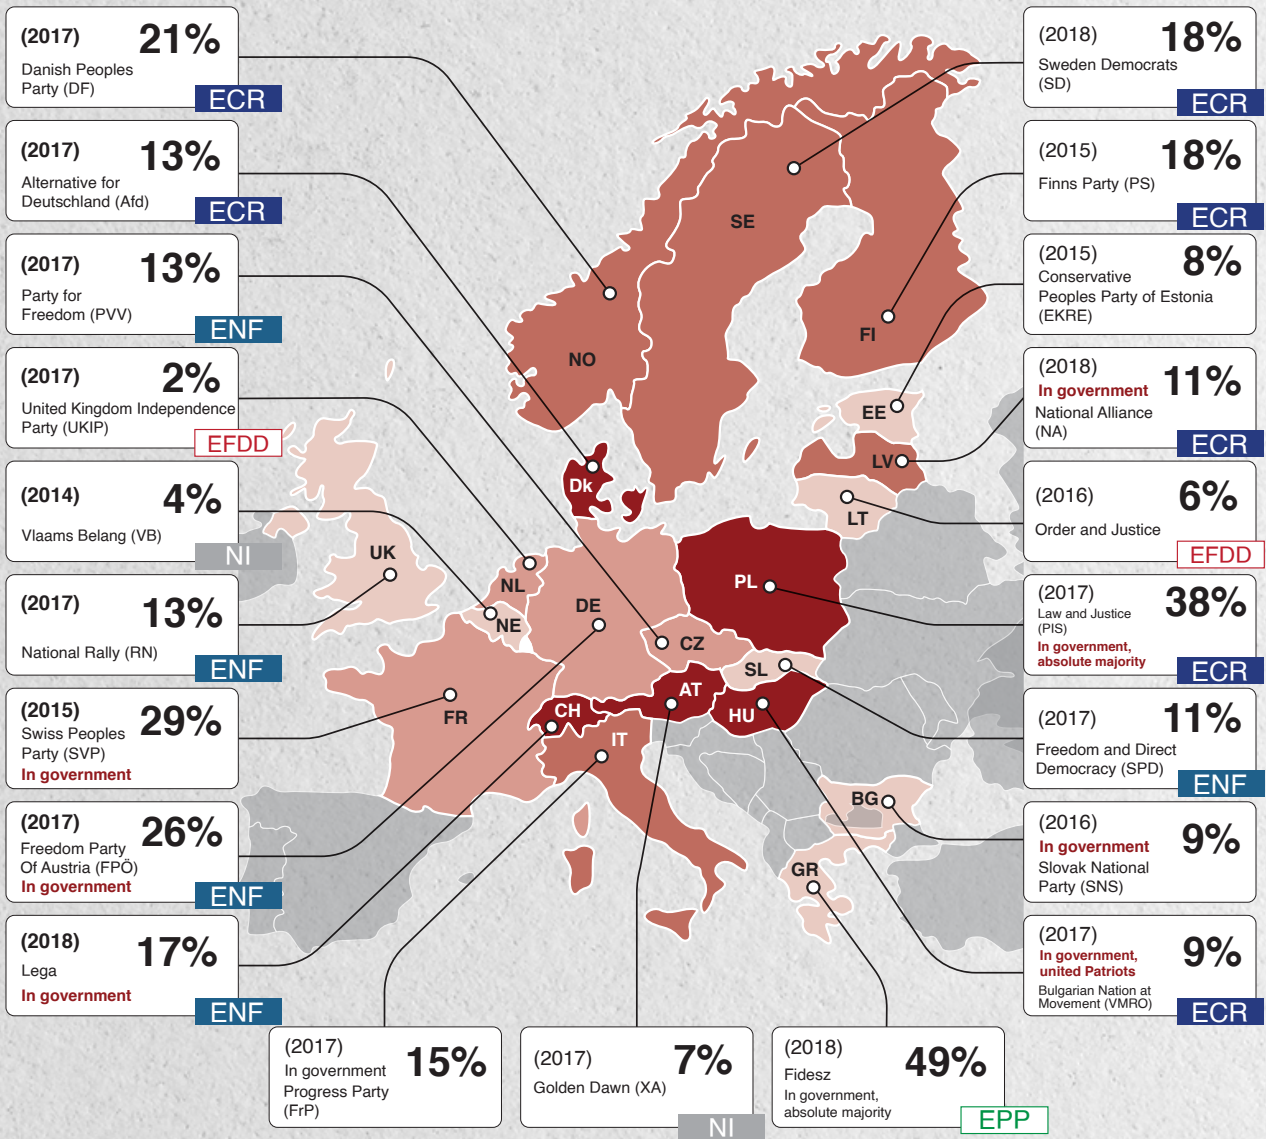 (2017) 21%
Danish Peoples
Party (DF)
ECR
(2017) 13%
Alternative for
Deutschland (Afd)
ECR
(2017) 13%
Party for
Freedom (PVV)
ENF
(2017) 2%
United Kingdom Independence
Party (UKIP)
EFDD
(2014) 4%
Vlaams Belang (VB)
NI
(2017) 13%
National Rally (RN)
ENF
(2015) 29%
Swiss Peoples
Party (SVP)
In government
(2017) 26%
Freedom Party
Of Austria (FPÖ)
In government
ENF
(2018) 17%
Lega
In government
ENF
(2017) 15%
In government
Progress Party
(FrP)
(2017) 7%
Golden Dawn (XA)
NI
(2018) 49%
Fidesz
In government,
absolute majority
EPP
(2018) 18%
Sweden Democrats
(SD)
ECR
(2015) 18%
Finns Party (PS)
ECR
(2015) 8%
Conservative
Peoples Party of Estonia
(EKRE)
(2018) 11%
In government
National Alliance
(NA)
ECR
(2016) 6%
Order and Justice
EFDD
(2017) 38%
Law and Justice
(PIS)
In government,
absolute majority
ECR
(2017) 11%
Freedom and Direct
Democracy (SPD)
ENF
(2016) 9%
In government
Slovak National
Party (SNS)
(2017) 9%
In government,
united Patriots
Bulgarian Nation at
Movement (VMRO)
ECR
SE
NO
FI
EE
LV
LT
Dk
UK
NL
NE
DE
PL
CZ
SL
AT
HU
CH
FR
IT
BG
GR